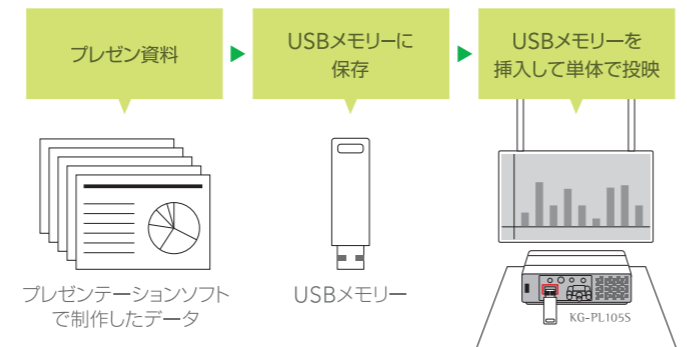 プレゼン資料
USBメモリーに
保存
USBメモリーを
挿入して単体で投映
プレゼンテーションソフト
で制作したデータ
USBメモリー
KG-PL105S